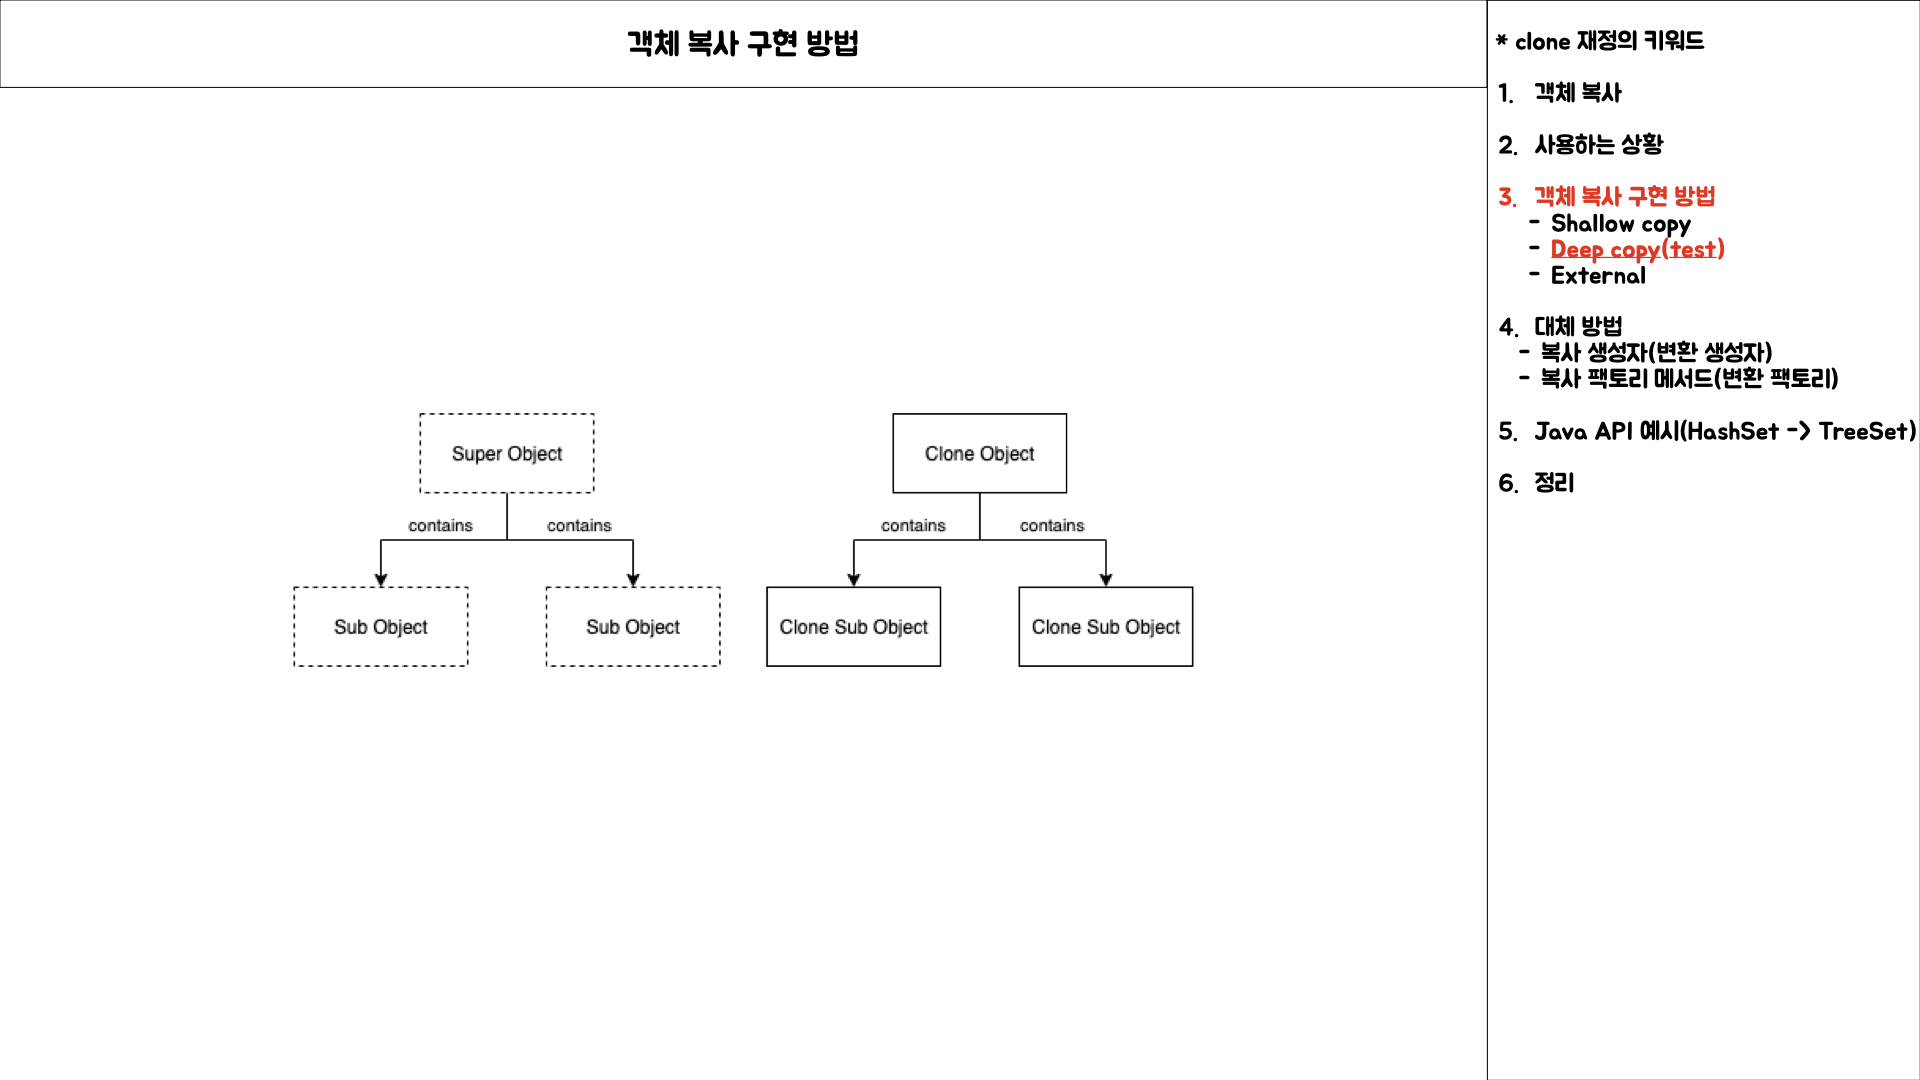 객체 복사 구현 방법
Super Object
Clone Object
contains
contains
contains
contains
Sub Object
Sub Object
Clone Sub Object
Clone Sub Object
* clone 재정의 키워드
1. 객체 복사
2. 사용하는 상황
3. 객체 복사 구현 방법
- Shallow copy
- Deep copy(test)
- External
4. 대체 방법
- 복사 생성자(변환 생성자)
- 복사 팩토리 메서드(변환 팩토리)
5. Java API 예시(HashSet -> TreeSet)
6. 정리